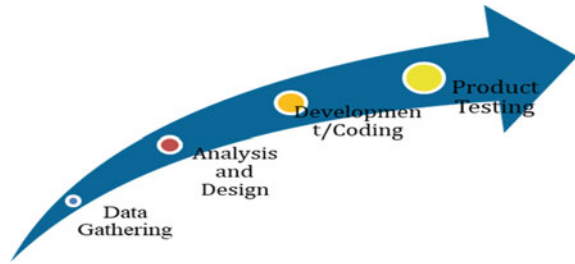 Data
Gathering
Analysis
and
Design
Developmen
t/Coding
Product
Testing